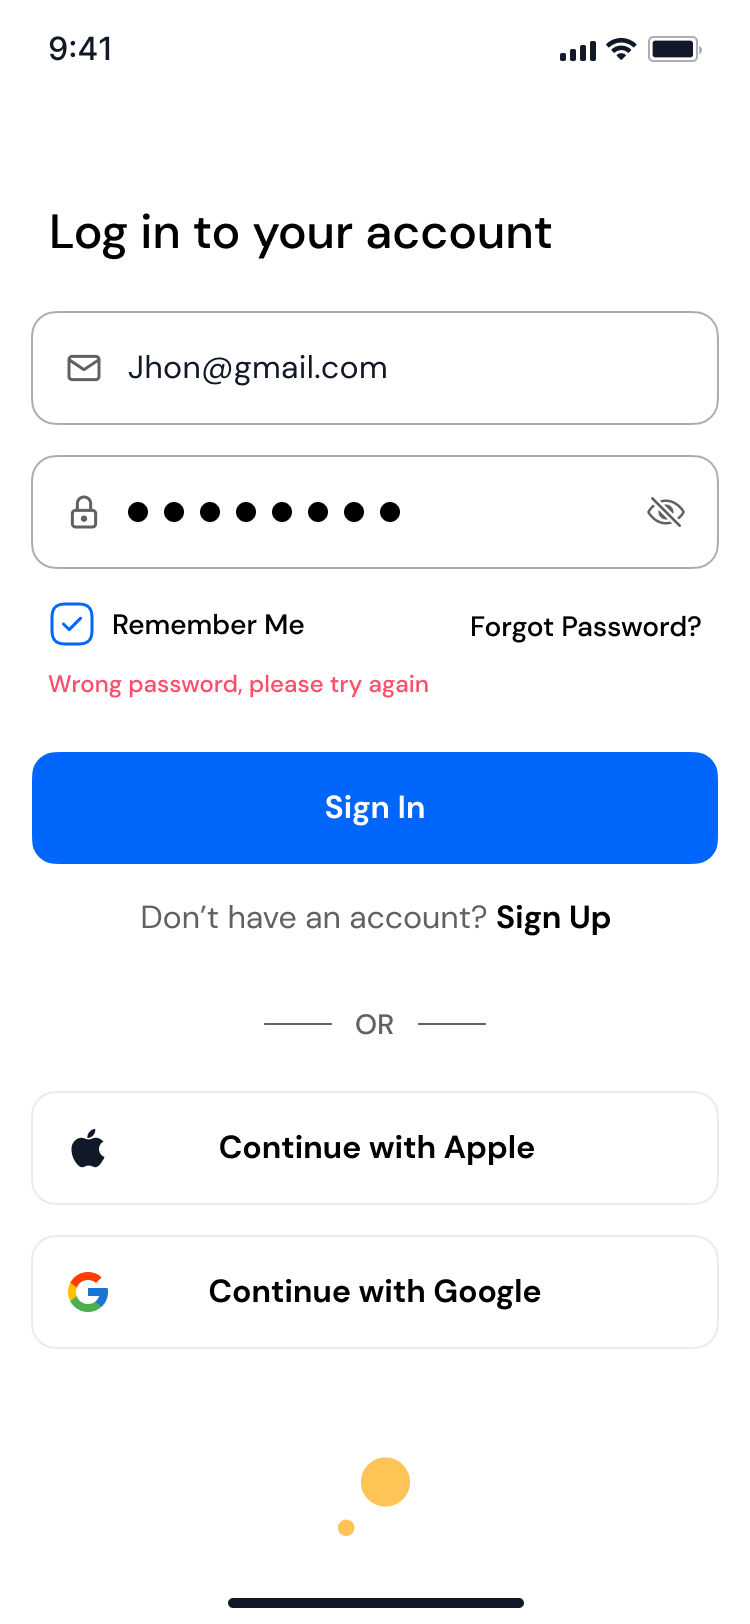 9:41
Log in to your account
Jhon@gmail.com
Remember Me
Forgot Password?
Wrong password, please try again
Sign In
Don’t have an account? Sign Up
OR
Continue with Apple
Continue with Google